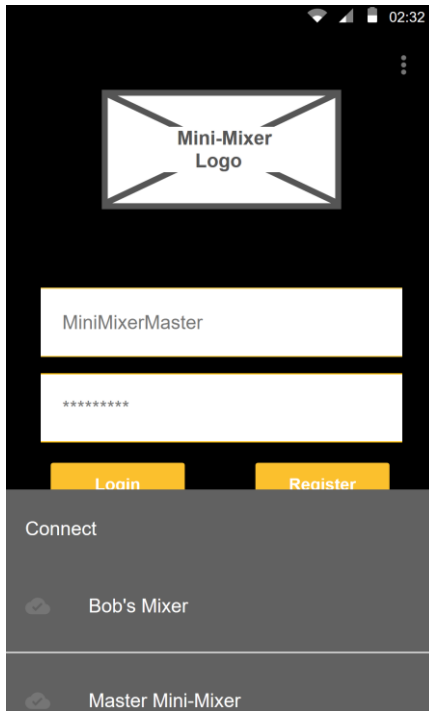 02:32
Mini-Mixer
Logo
MiniMixerMaster
*********
Login Register
Connect
Bob's Mixer
Master Mini-Mixer